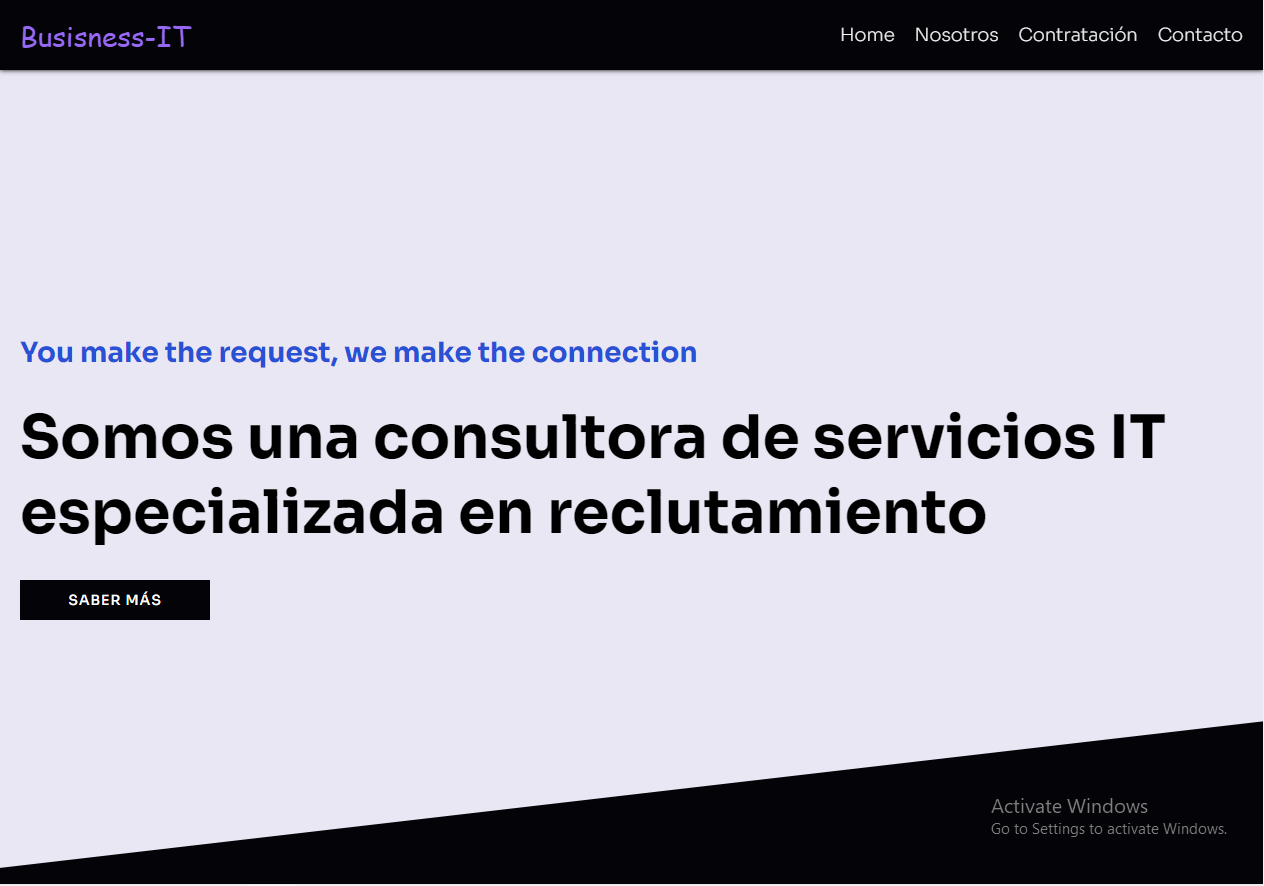 Busisness-IT
Home Nosotros Contratación Contacto
You make the request, we make the connection
Somos una consultora de servicios IT
especializada en reclutamiento
SABER MÁS
Activate Windows
Go to Settings to activate Windows.